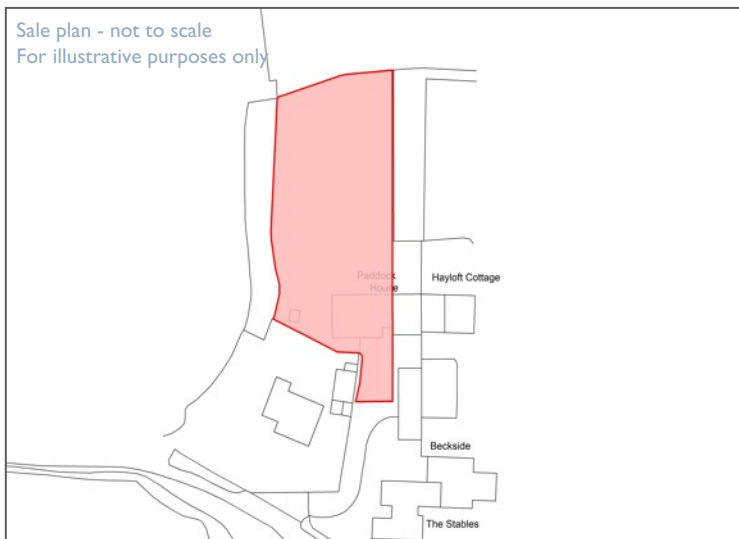 Sale plan - not to scale
For illustrative purposes only
Paddock
House
Hayloft Cottage
Beckside
The Stables